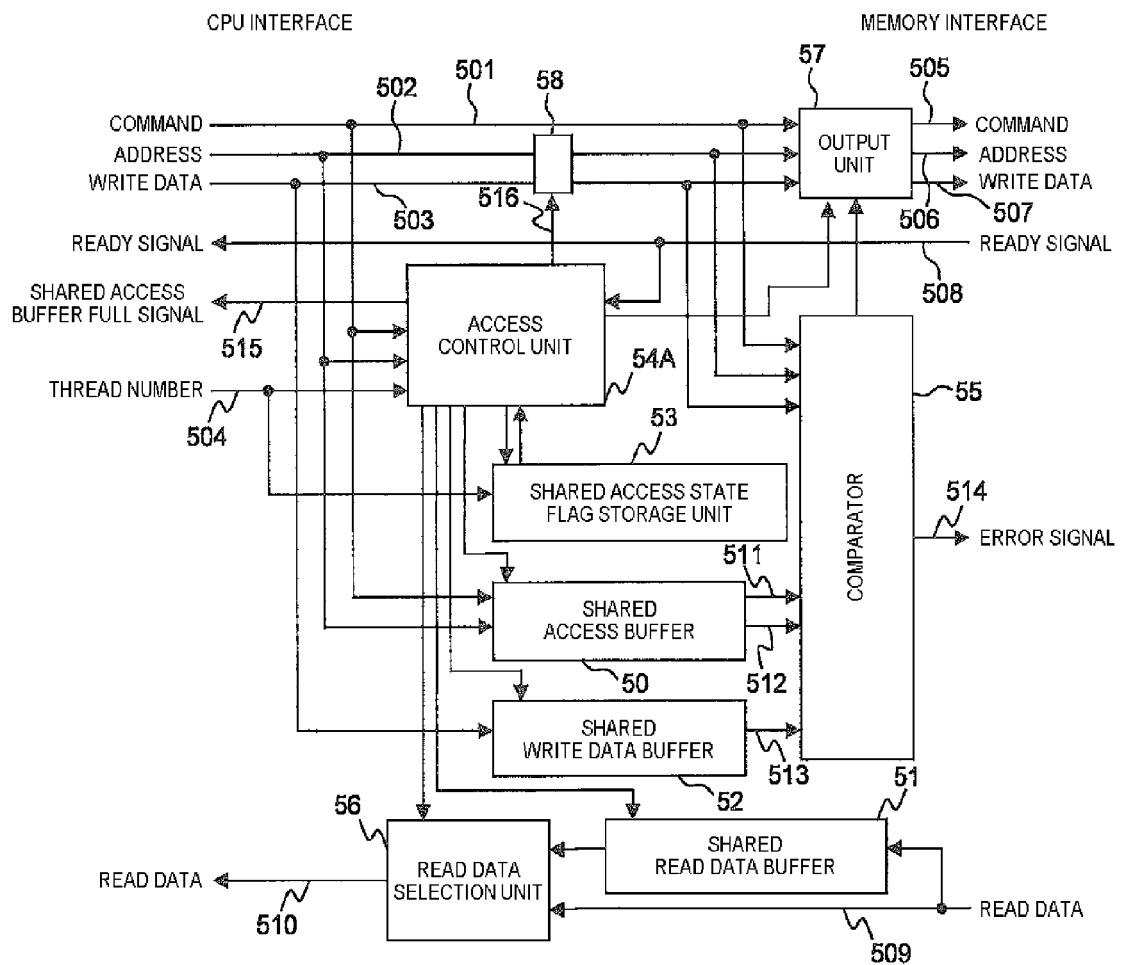 CPU INTERFACE
MEMORY INTERFACE
57
505
501
58
502
COMMAND
COMMAND
OUTPUT
UNIT
ADDRESS
ADDRESS
WRITE DATA
WRITE DATA
503
516
506
507
READY SIGNAL
READY SIGNAL
508
SHARED ACCESS
BUFFER FULL SIGNAL
515
ACCESS
CONTROL UNIT
54A
THREAD NUMBER
504
55
53
SHARED ACCESS STATE
FLAG STORAGE UNIT
COMPARATOR
514
ERROR SIGNAL
511
SHARED
ACCESS BUFFER
50
512
SHARED
WRITE DATA BUFFER
52
513
51
56
SHARED
READ DATA BUFFER
READ DATA
SELECTION UNIT
READ DATA
510
READ DATA
509